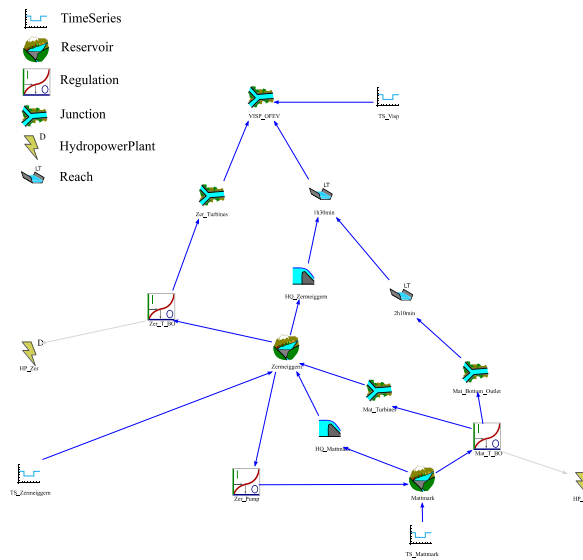 TimeSeries
Reservoir
Regulation
Junction
D
HydropowerPlant
LT
Reach
VISP_OFEV
TS_Visp
Zer_Turbines
LT
1h30min
HQ_Zermeiggern
LT
2h10min
Zer_T_BO
D
HP_Zer
Zermeiggern
Mat_Bottom_Outlet
Mat_Turbines
HQ_Mattmark
Mat_T_BO
TS_Zermeiggern
Zer_Pump
Mattmark
HP_
TS_Mattmark